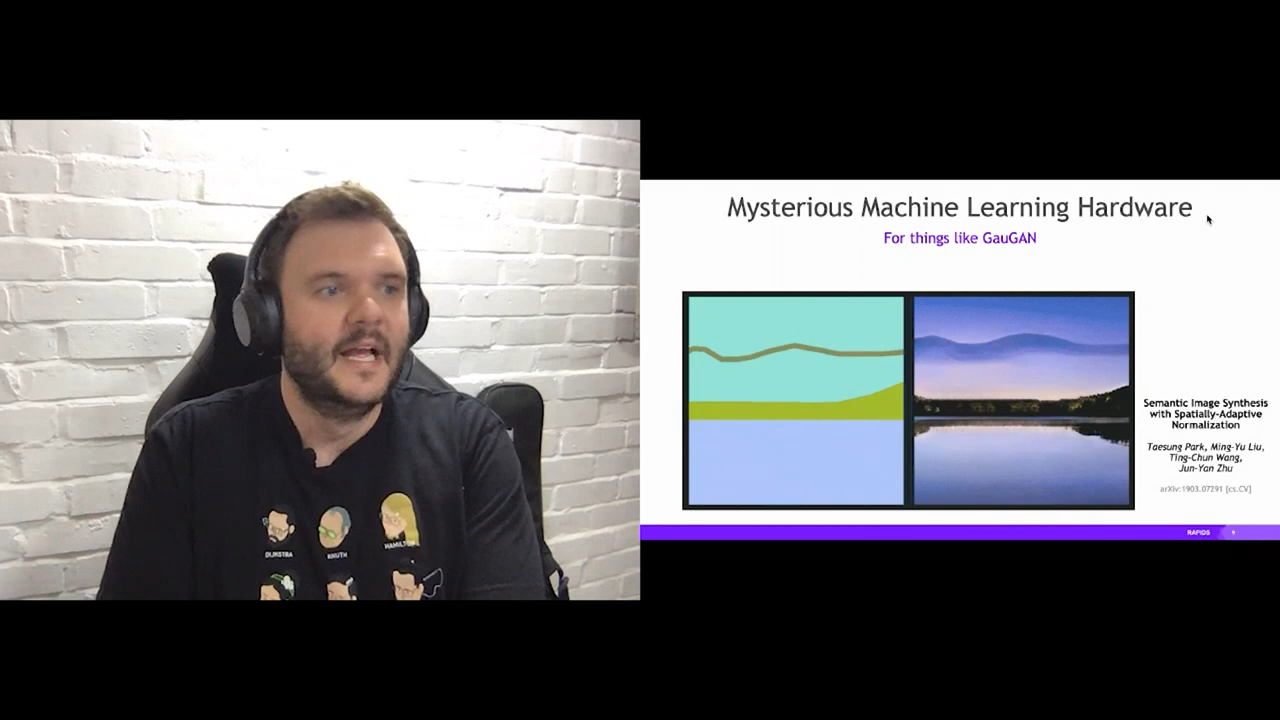 DIJKSTRA
KNUTH
HAMILTON
Mysterious Machine Learning Hardware
For things like GauGAN
Semantic Image Synthesis
with Spatially-Adaptive
Normalization
Taesung Park, Ming-Yu Liu,
Ting-Chun Wang,
Jun-Yan Zhu
arXiv:1903.07291 [cs.CV]
RAPIDS